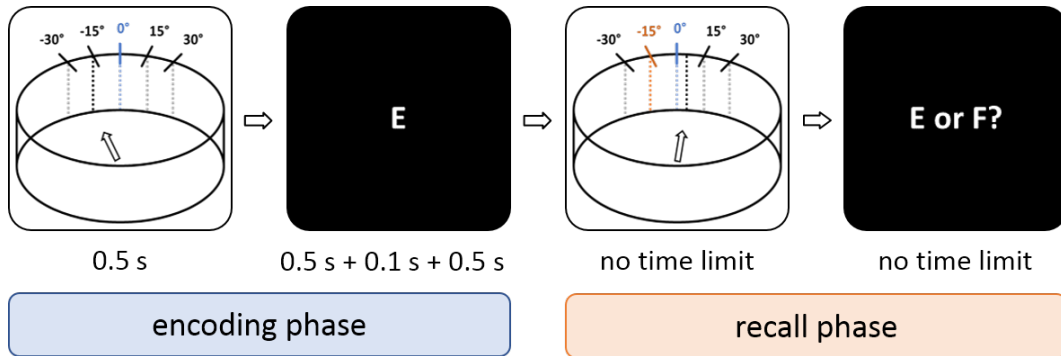 -30° -15° 0° 15° 30°
E
-30° -15° 0° 15° 30°
E or F?
0.5 s
0.5 s + 0.1 s + 0.5 s
no time limit
no time limit
encoding phase
recall phase